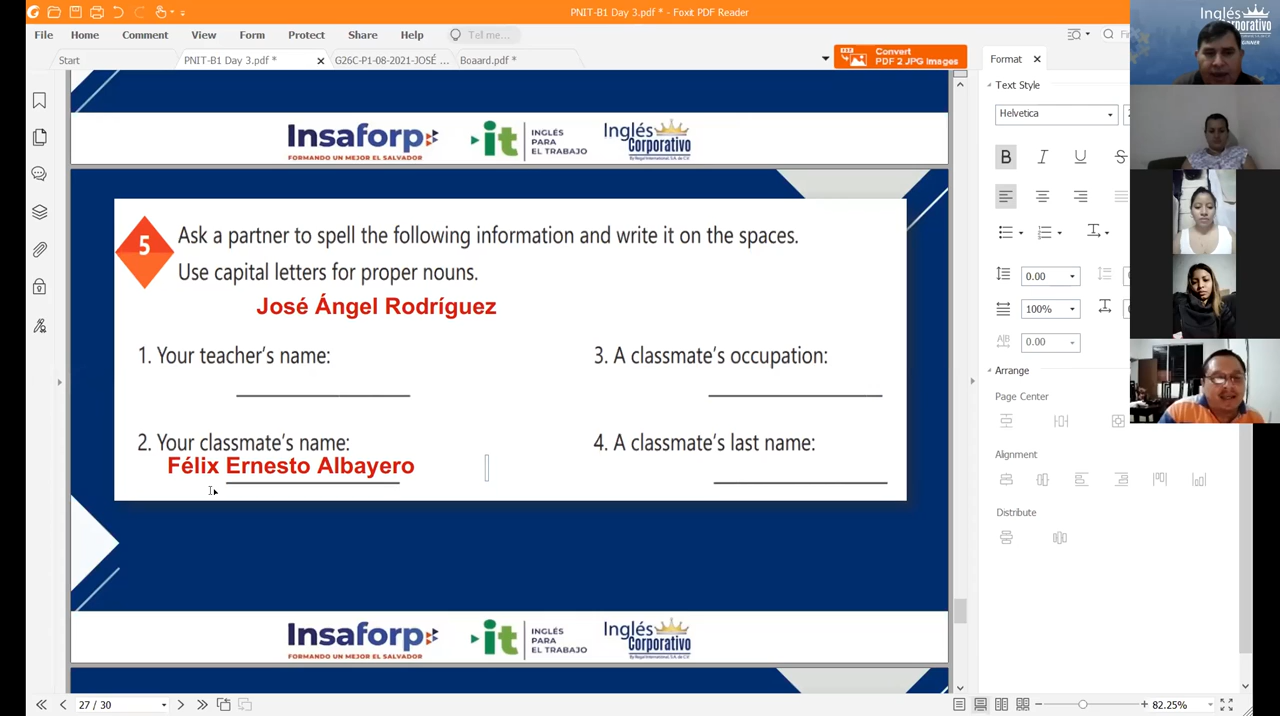 PNIT-B1 Day 3.pdf * - Foxit PDF Reader
File Home Comment View Form Protect Share Help Tell me...
Start PNIT-B1 Day 3.pdf * G26C-P1-08-2021-JOSÉ ... Boaard.pdf *
Convert
PDF 2 JPG Images
Insaforp
FORMANDO UN MEJOR EL SALVADOR
it INGLÉS
PARA
EL TRABAJO
Inglés
Corporativo
5 Ask a partner to spell the following information and write it on the spaces.
Use capital letters for proper nouns.
José Ángel Rodríguez
1. Your teacher's name:
3. A classmate's occupation:
2. Your classmate's name:
4. A classmate's last name:
Félix Ernesto Albayero
Insaforp
FORMANDO UN MEJOR EL SALVADOR
it INGLÉS
PARA
EL TRABAJO
Inglés
Corporativo
27 / 30
82.25%
Format
Text Style
Helvetica
B I U S
0.00
100%
0.00
Arrange
Page Center
Alignment
Distribute
Inglés
Corporativo